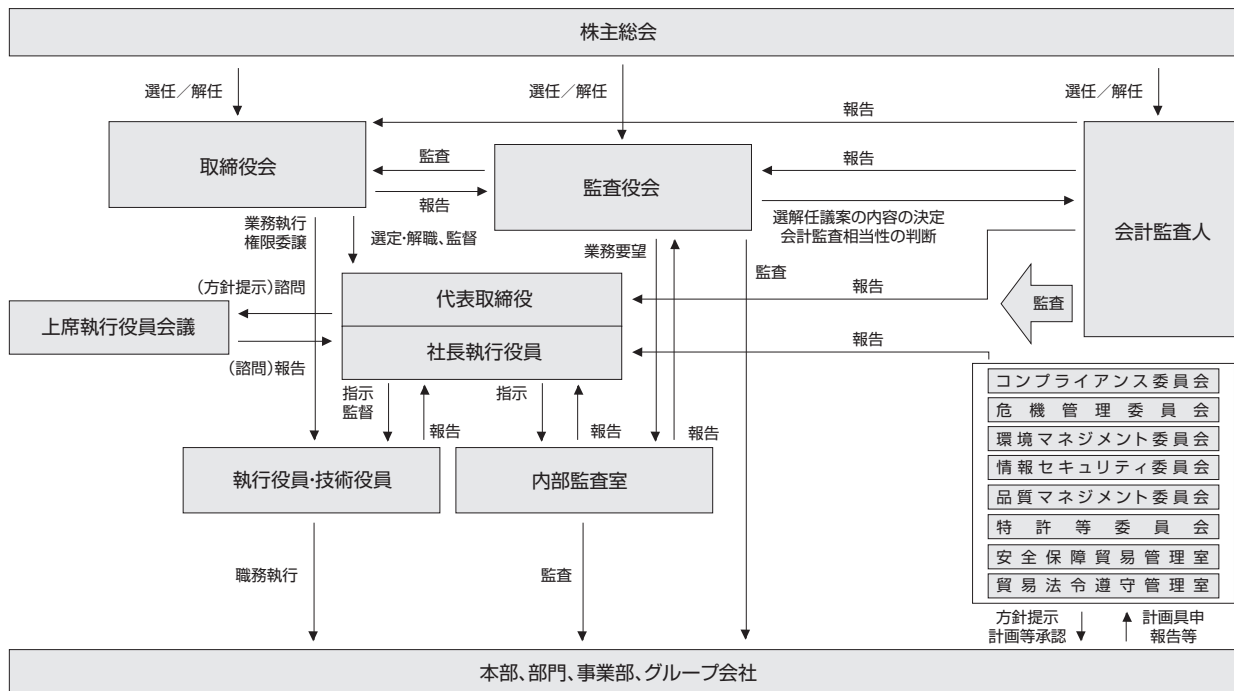 株主総会
選任／解任
選任／解任
選任／解任
報告
取締役会
監査
報告
監査役会
報告
選解任議案の内容の決定
会計監査相当性の判断
会計監査人
業務執行
権限委譲
選定・解職、監督
業務要望
監査
報告
監査
(方針提示)諮問
代表取締役
上席執行役員会議
社長執行役員
報告
(諮問)報告
指示
監督
報告
指示
報告
報告
コンプライアンス委員会
危機管理委員会
環境マネジメント委員会
情報セキュリティ委員会
品質マネジメント委員会
特許等委員会
安全保障貿易管理室
貿易法令遵守管理室
執行役員・技術役員
内部監査室
職務執行
監査
方針提示
計画等承認
計画具申
報告等
本部、部門、事業部、グループ会社